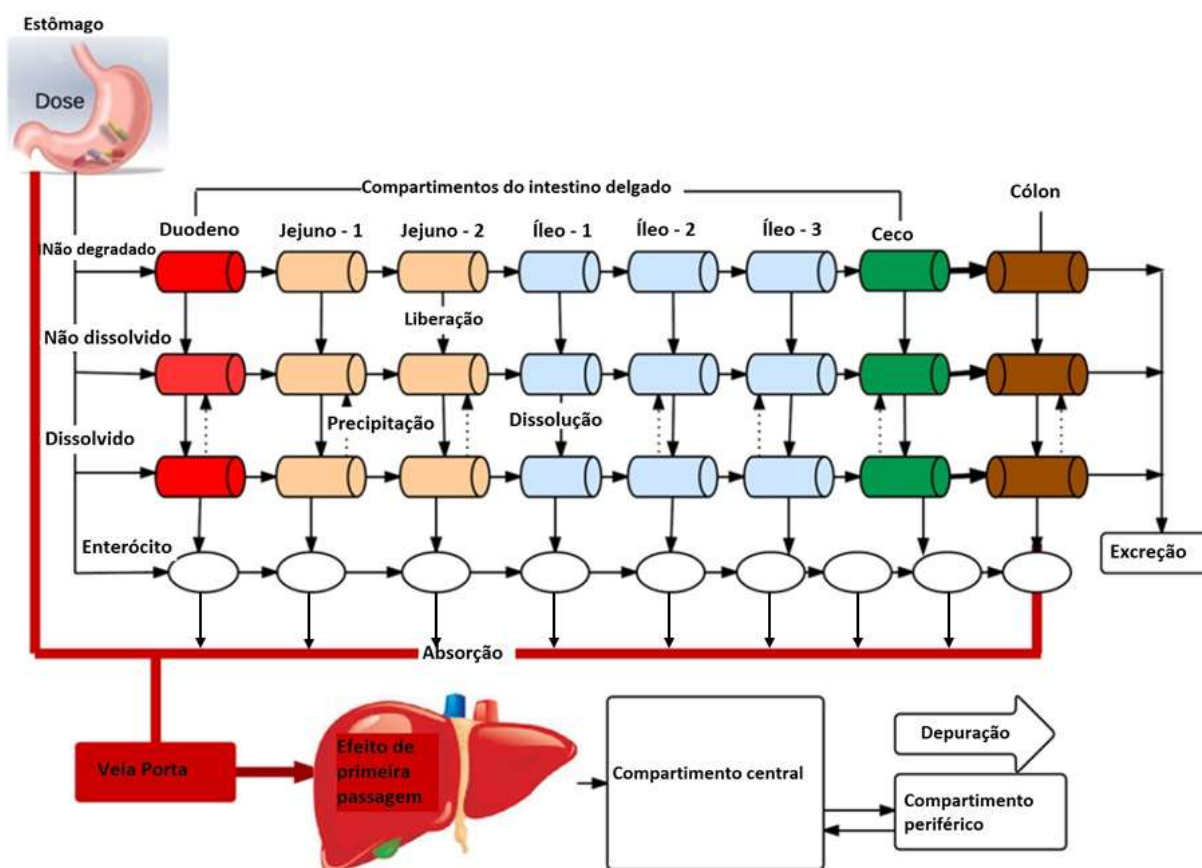 Estômago
Dose
Compartimentos do intestino delgado
Cólon
Duodeno
Jejuno - 1
Jejuno - 2
Íleo - 1
Íleo - 2
Íleo - 3
Ceco
Não degradado
Liberação
Não dissolvido
Precipitação
Dissolução
Dissolvido
Enterócito
Excreção
Absorção
Veia Porta
Efeito de
primeira
passagem
Compartimento central
Depuração
Compartimento
periférico